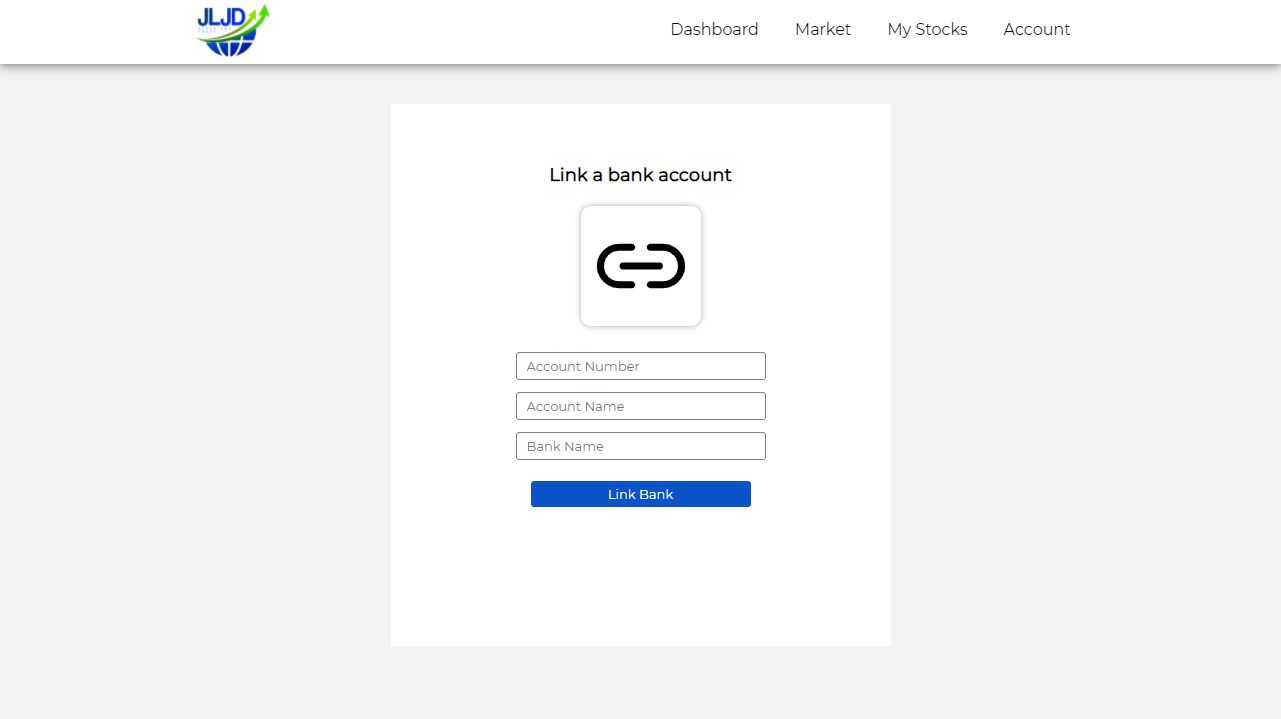 JLJD
Dashboard
Market
My Stocks
Account
Link a bank account
Account Number
Account Name
Bank Name
Link Bank